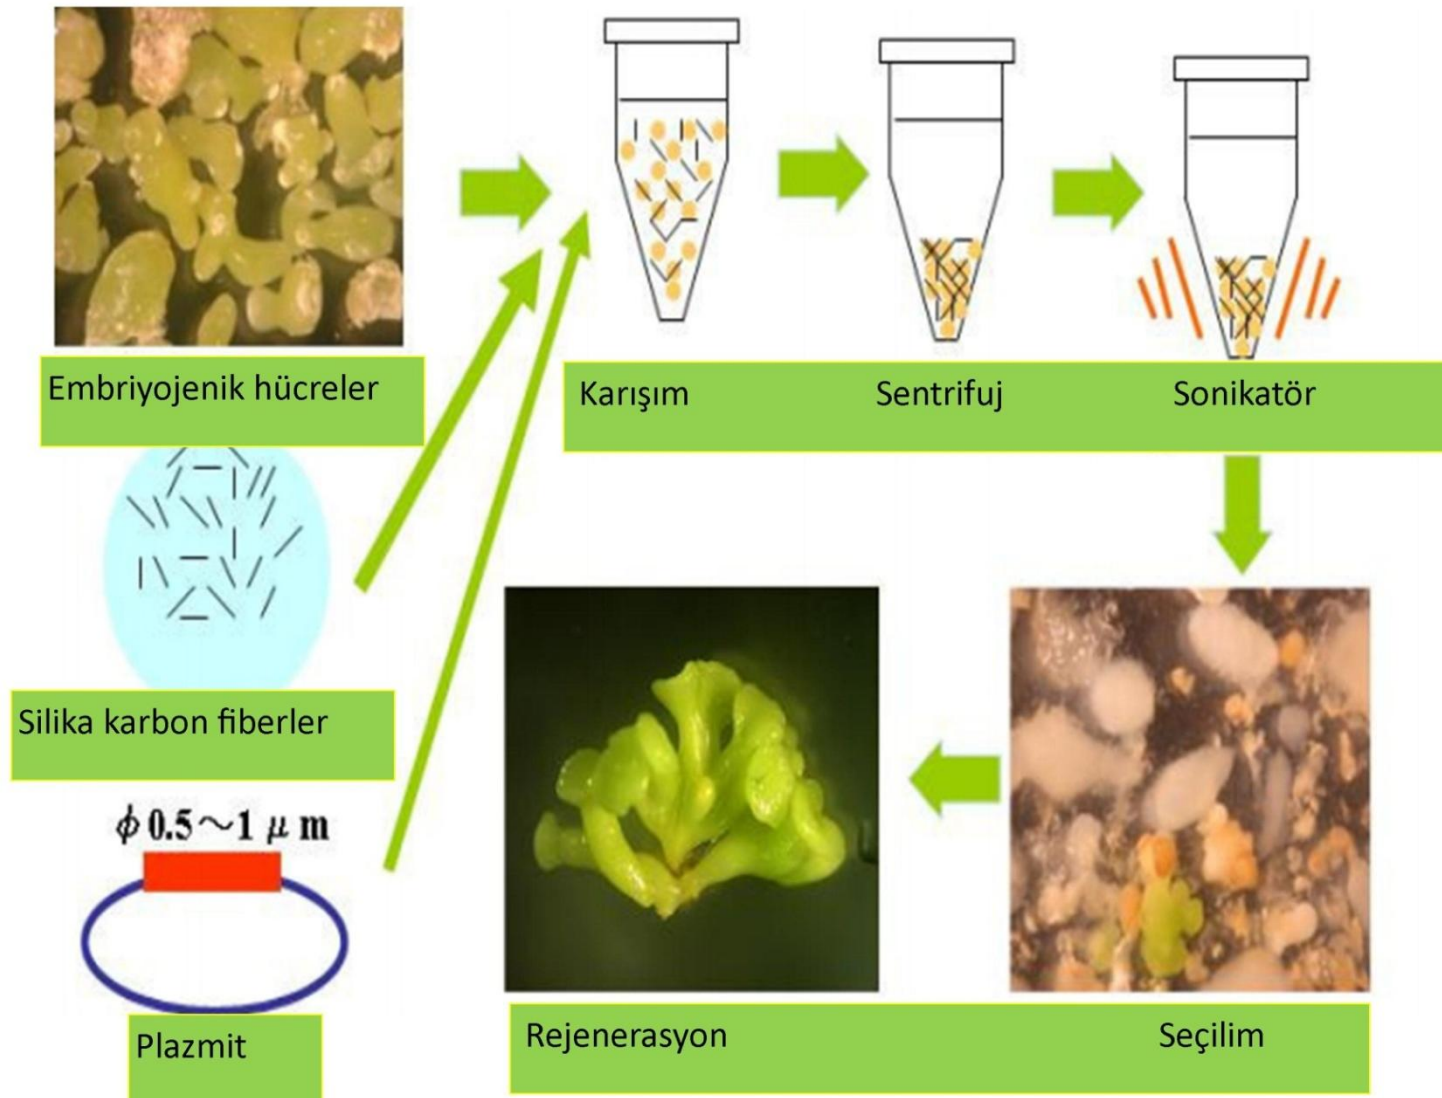 Embriyojenik hücreler
Karışım
Sentrifuj
Sonikatör
Silika karbon fiberler
ϕ 0.5～1 μ m
Plazmit
Rejenerasyon
Seçilim